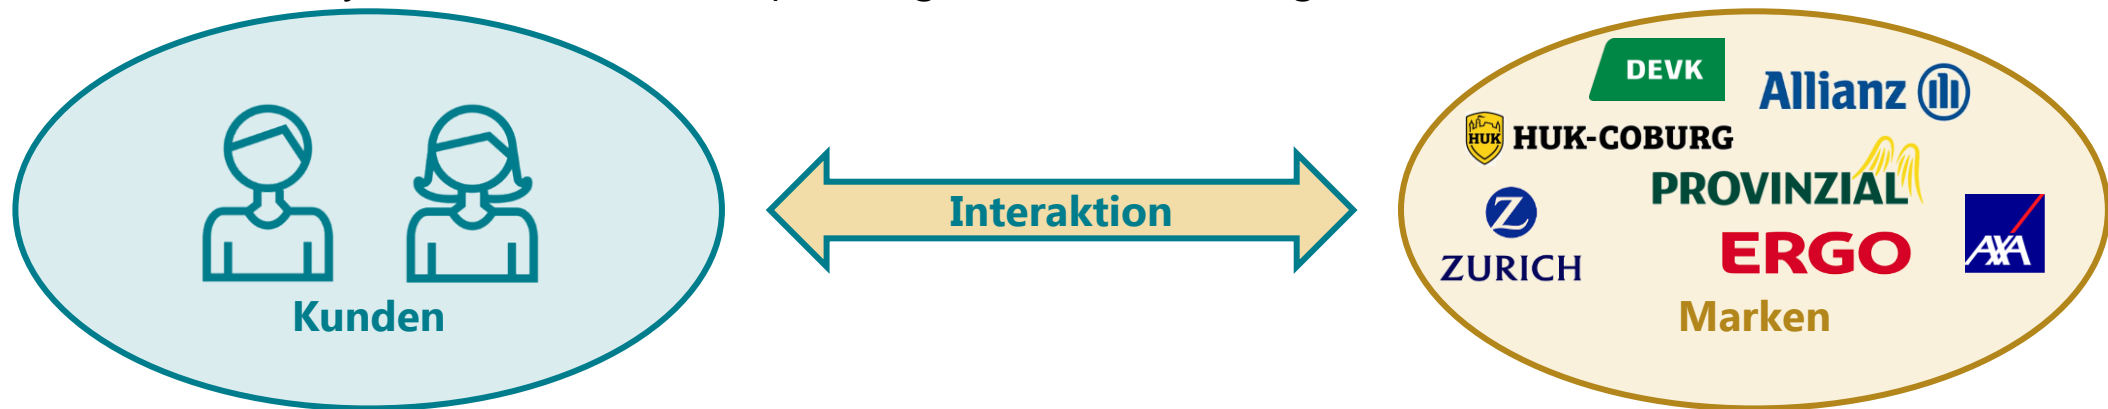 Kunden
Interaktion
DEVK
Allianz
HUK
HUK-COBURG
PROVINZIAL
Z
ZURICH
ERGO
AXA
Marken